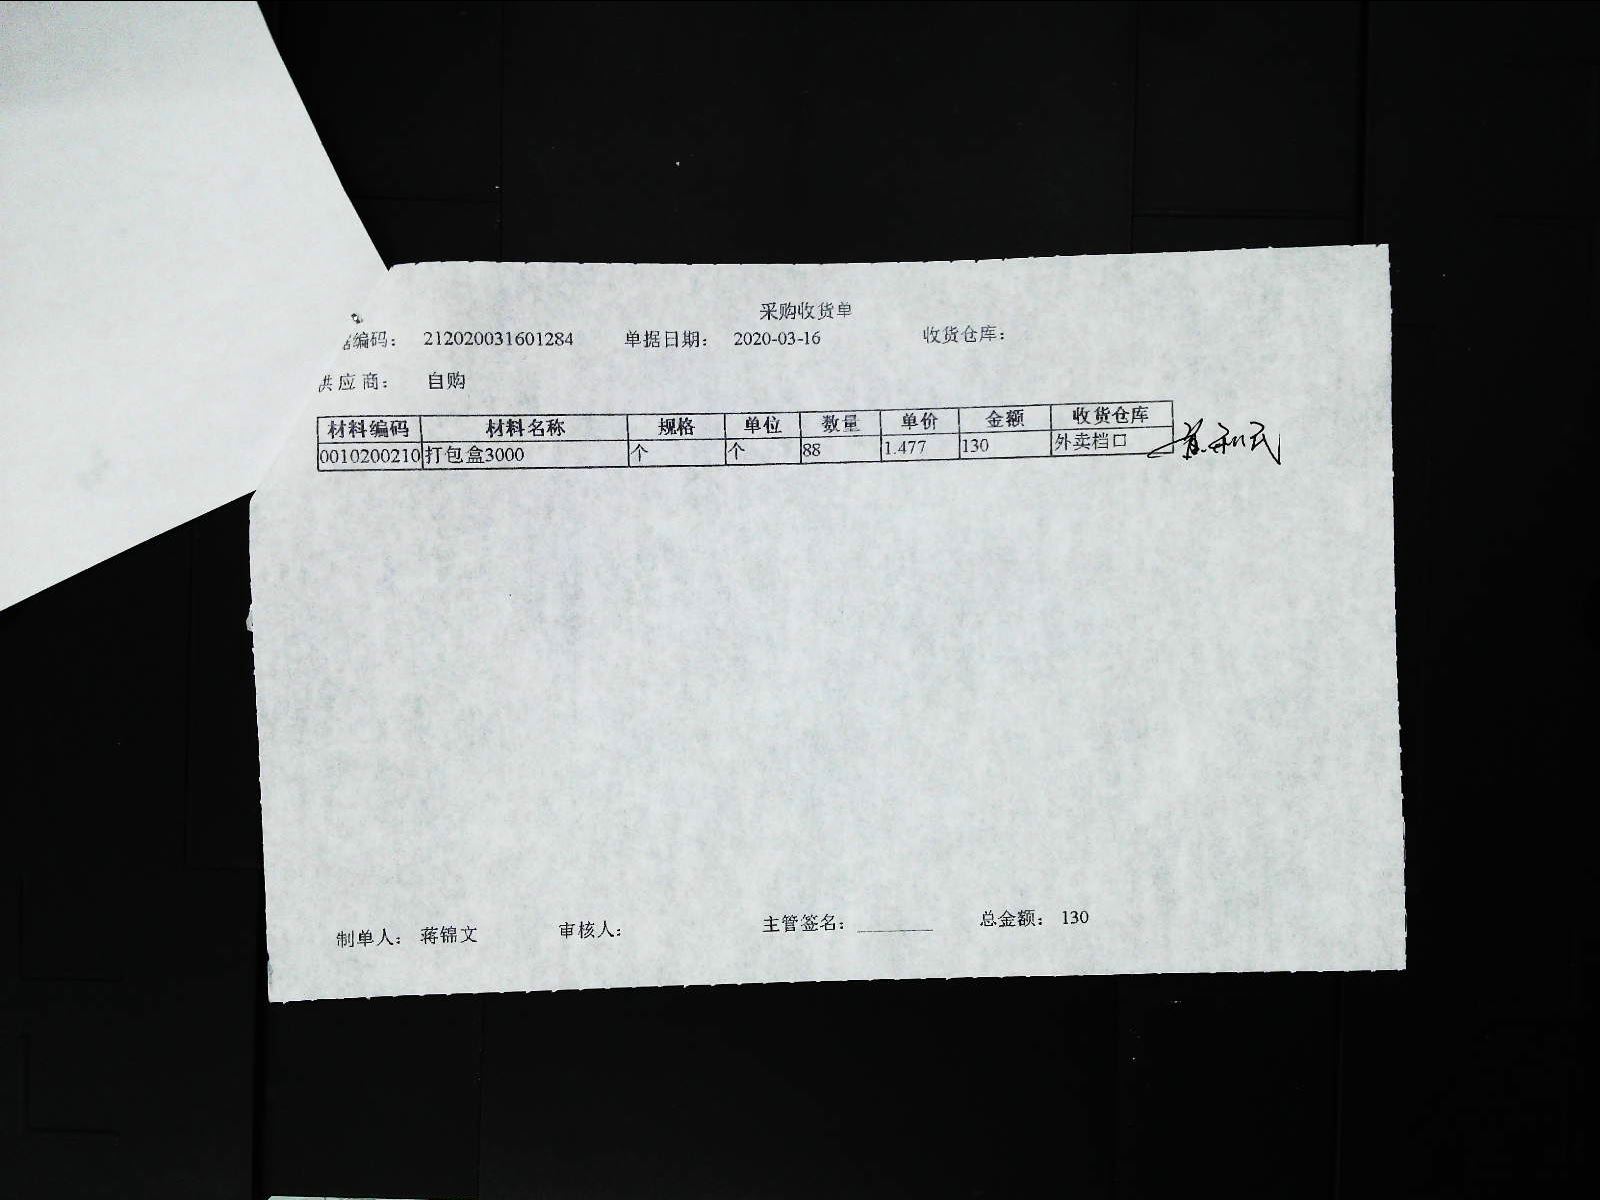 采购收货单
编码： 212020031601284 单据日期： 2020-03-16 收货仓库：
供应商： 自购
材料编码 材料名称 规格 单位 数量 单价 金额 收货仓库
0010200210 打包盒3000 个 个 88 1.477 130 外卖档口
制单人： 蒋锦文 审核人： 主管签名： 总金额： 130